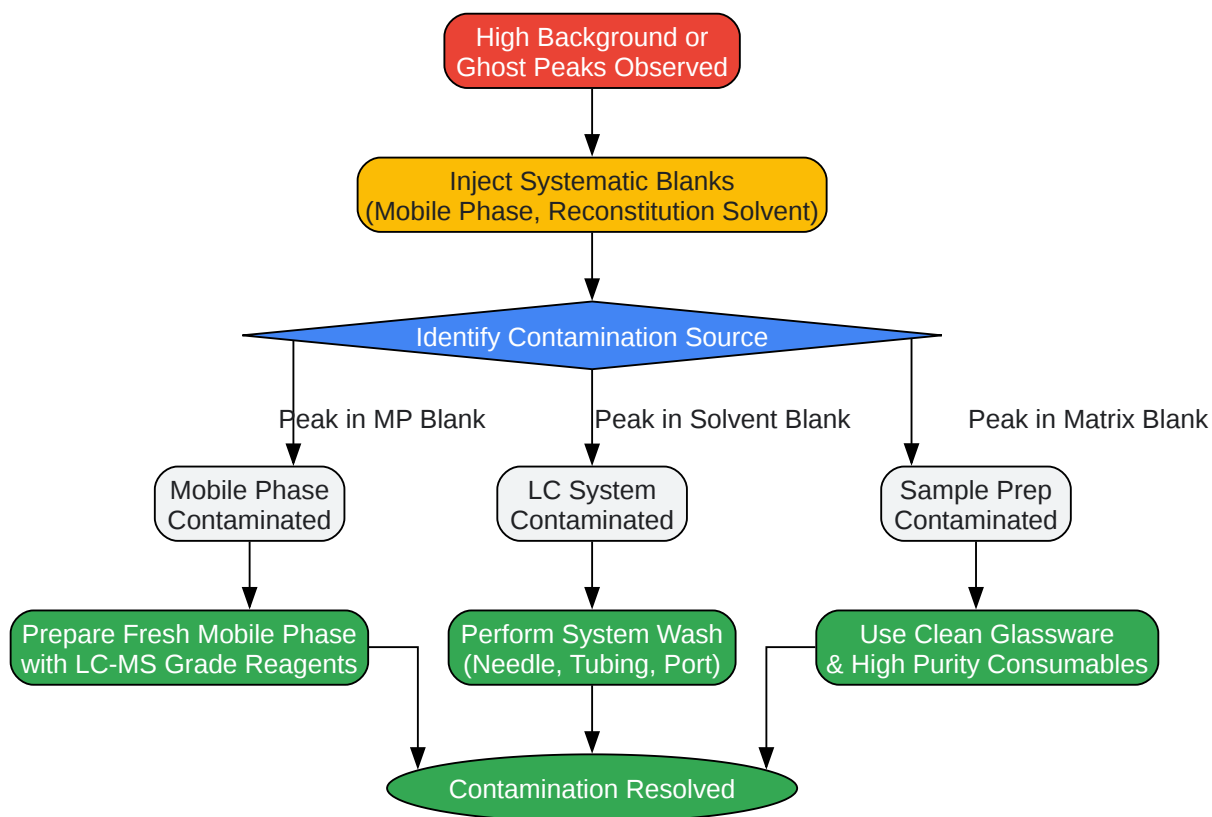 High Background or
Ghost Peaks Observed
Inject Systematic Blanks
(Mobile Phase, Reconstitution Solvent)
Identify Contamination Source
Peak in MP Blank
Peak in Solvent Blank
Peak in Matrix Blank
Mobile Phase
Contaminated
LC System
Contaminated
Sample Prep
Contaminated
Prepare Fresh Mobile Phase
with LC-MS Grade Reagents
Perform System Wash
(Needle, Tubing, Port)
Use Clean Glassware
& High Purity Consumables
Contamination Resolved